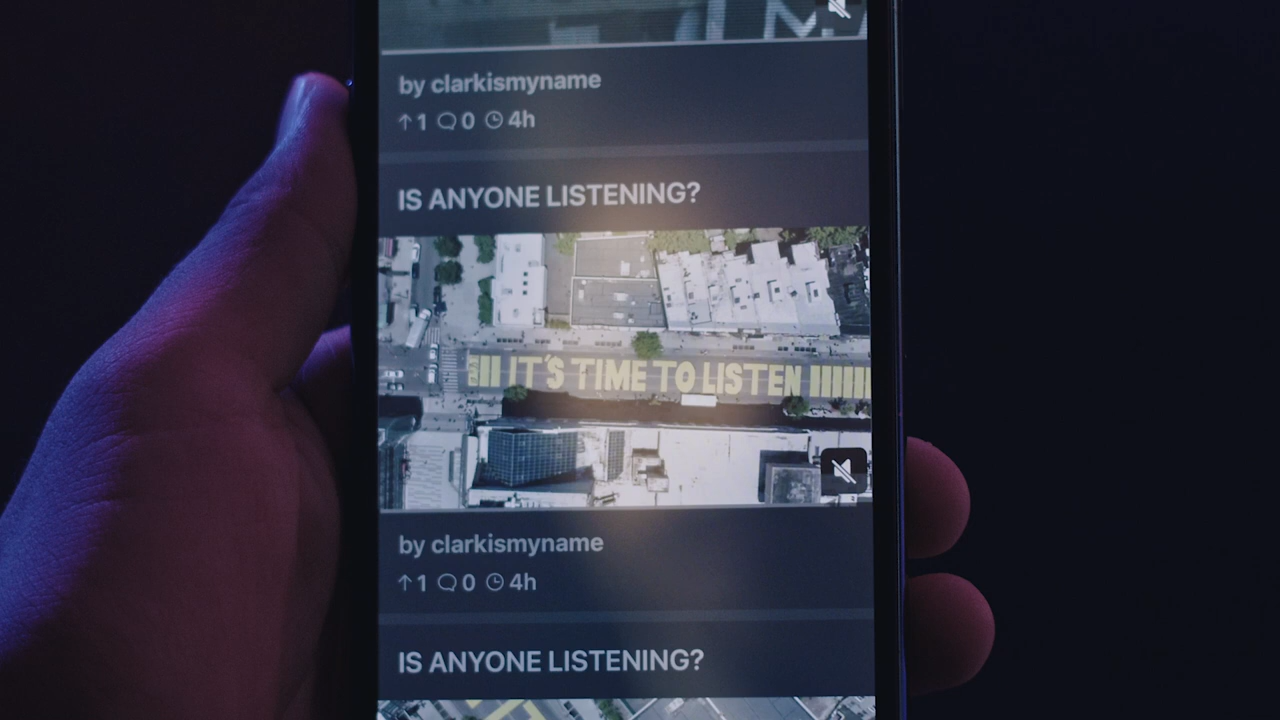 by clarkismyname
↑1 0 4h
IS ANYONE LISTENING?
IT'S TIME TO LISTEN
by clarkismyname
↑1 0 4h
IS ANYONE LISTENING?